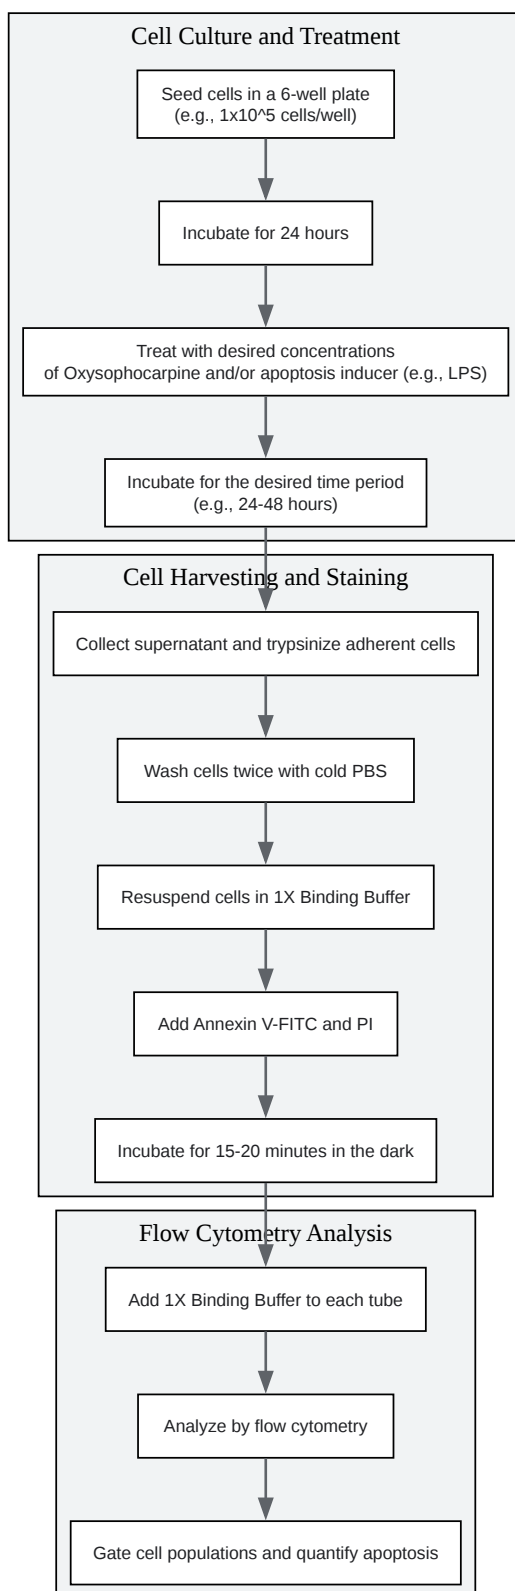 Cell Culture and Treatment
Seed cells in a 6-well plate
(e.g., 1x10^5 cells/well)
Incubate for 24 hours
Treat with desired concentrations
of Oxysophocarpine and/or apoptosis inducer (e.g., LPS)
Incubate for the desired time period
(e.g., 24-48 hours)
Cell Harvesting and Staining
Collect supernatant and trypsinize adherent cells
Wash cells twice with cold PBS
Resuspend cells in 1X Binding Buffer
Add Annexin V-FITC and PI
Incubate for 15-20 minutes in the dark
Flow Cytometry Analysis
Add 1X Binding Buffer to each tube
Analyze by flow cytometry
Gate cell populations and quantify apoptosis